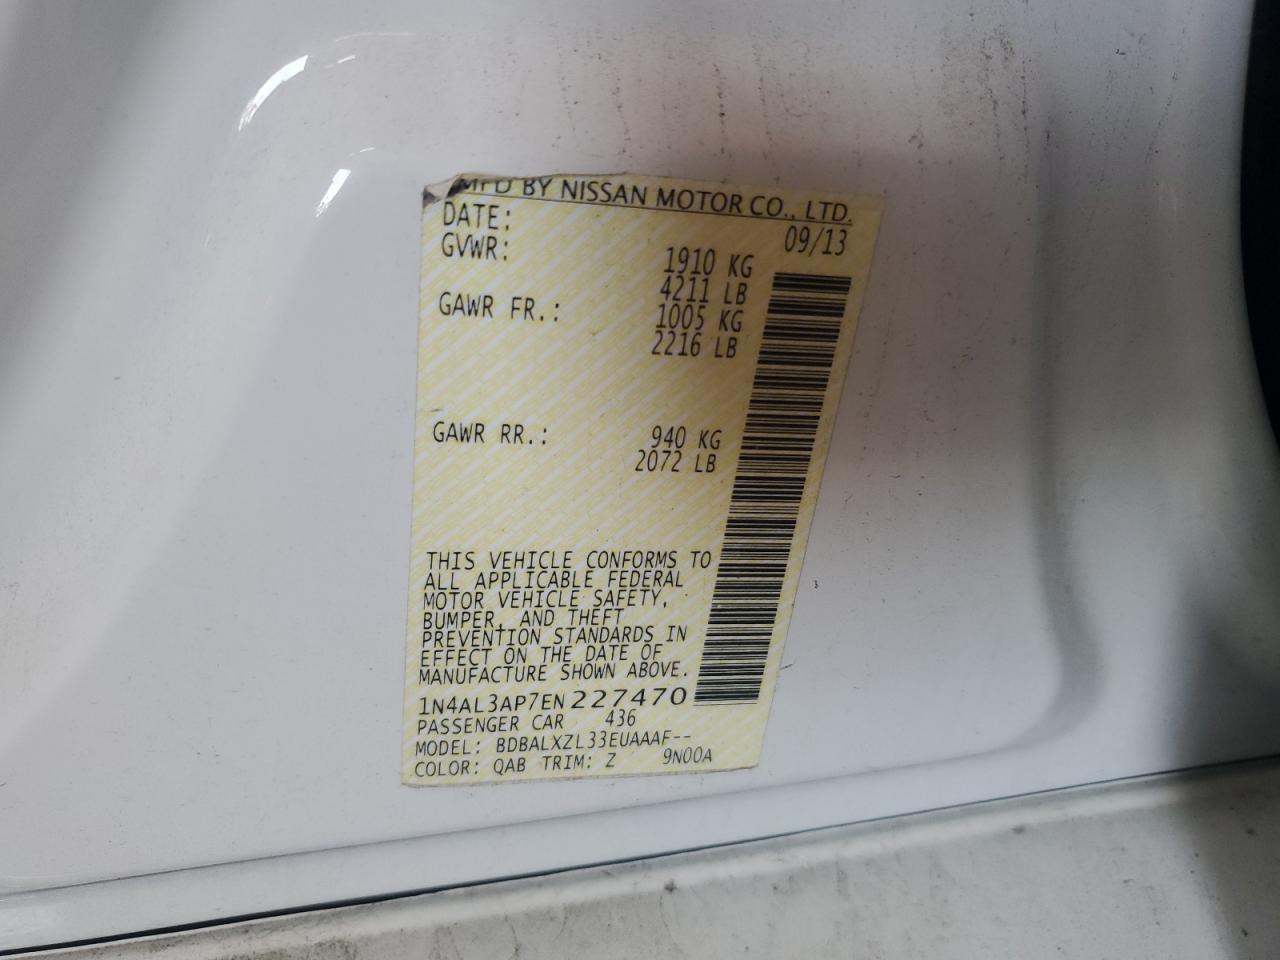 MFD BY NISSAN MOTOR CO., LTD.
DATE: 09/13
GVWR: 1910 KG
4211 LB
GAWR FR.: 1005 KG
2216 LB
GAWR RR.: 940 KG
2072 LB
THIS VEHICLE CONFORMS TO
ALL APPLICABLE FEDERAL
MOTOR VEHICLE SAFETY,
BUMPER, AND THEFT
PREVENTION STANDARDS IN
EFFECT ON THE DATE OF
MANUFACTURE SHOWN ABOVE.
1N4AL3AP7EN227470
PASSENGER CAR 436
MODEL: BDBALXZL33EUAAAF--
COLOR: QAB TRIM: Z 9N00A